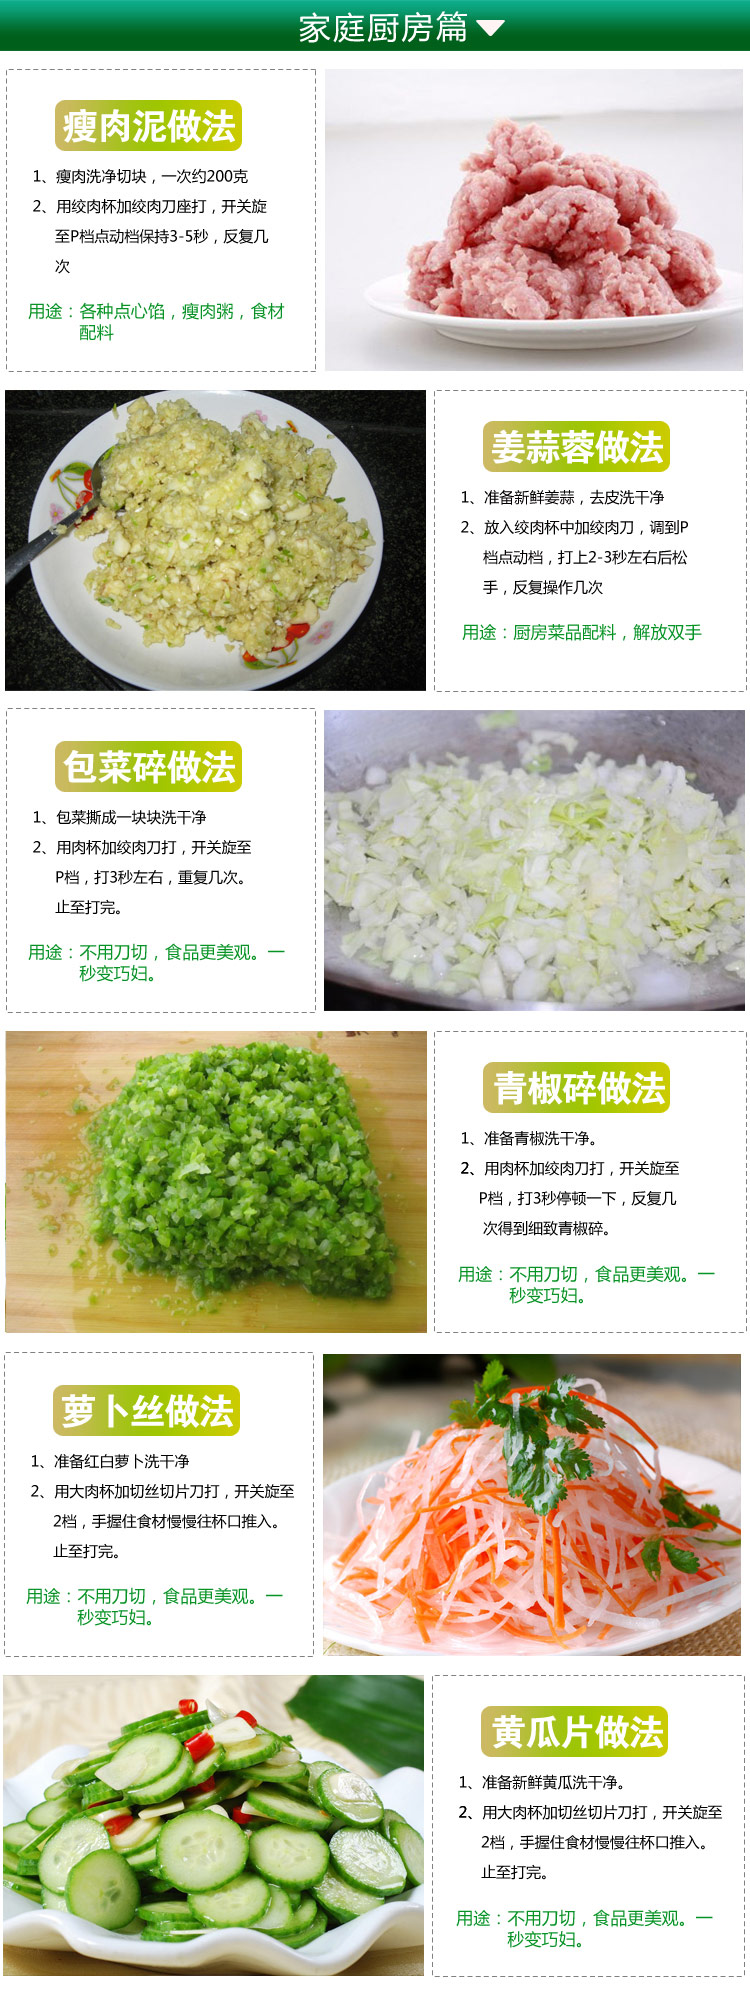 家庭厨房篇
瘦肉泥做法
1、瘦肉洗净切块，一次约200克
2、用绞肉杯加绞肉刀座打，开关旋
至P档点动档保持3-5秒，反复几
次
用途：各种点心馅，瘦肉粥，食材
配料
姜蒜蓉做法
1、准备新鲜姜蒜，去皮洗干净
2、放入绞肉杯中加绞肉刀，调到P
档点动档，打上2-3秒左右后松
手，反复操作几次
用途：厨房菜品配料，解放双手
包菜碎做法
1、包菜撕成一块块洗干净
2、用肉杯加绞肉刀打，开关旋至
P档，打3秒左右，重复几次。
止至打完。
用途：不用刀切，食品更美观。一
秒变巧妇。
青椒碎做法
1、准备青椒洗干净。
2、用肉杯加绞肉刀打，开关旋至
P档，打3秒停顿一下，反复几
次得到细致青椒碎。
用途：不用刀切，食品更美观。一
秒变巧妇。
萝卜丝做法
1、准备红白萝卜洗干净
2、用大肉杯加切丝切片刀打，开关旋至
2档，手握住食材慢慢往杯口推入。
止至打完。
用途：不用刀切，食品更美观。一
秒变巧妇。
黄瓜片做法
1、准备新鲜黄瓜洗干净。
2、用大肉杯加切丝切片刀打，开关旋至
2档，手握住食材慢慢往杯口推入。
止至打完。
用途：不用刀切，食品更美观。一
秒变巧妇。